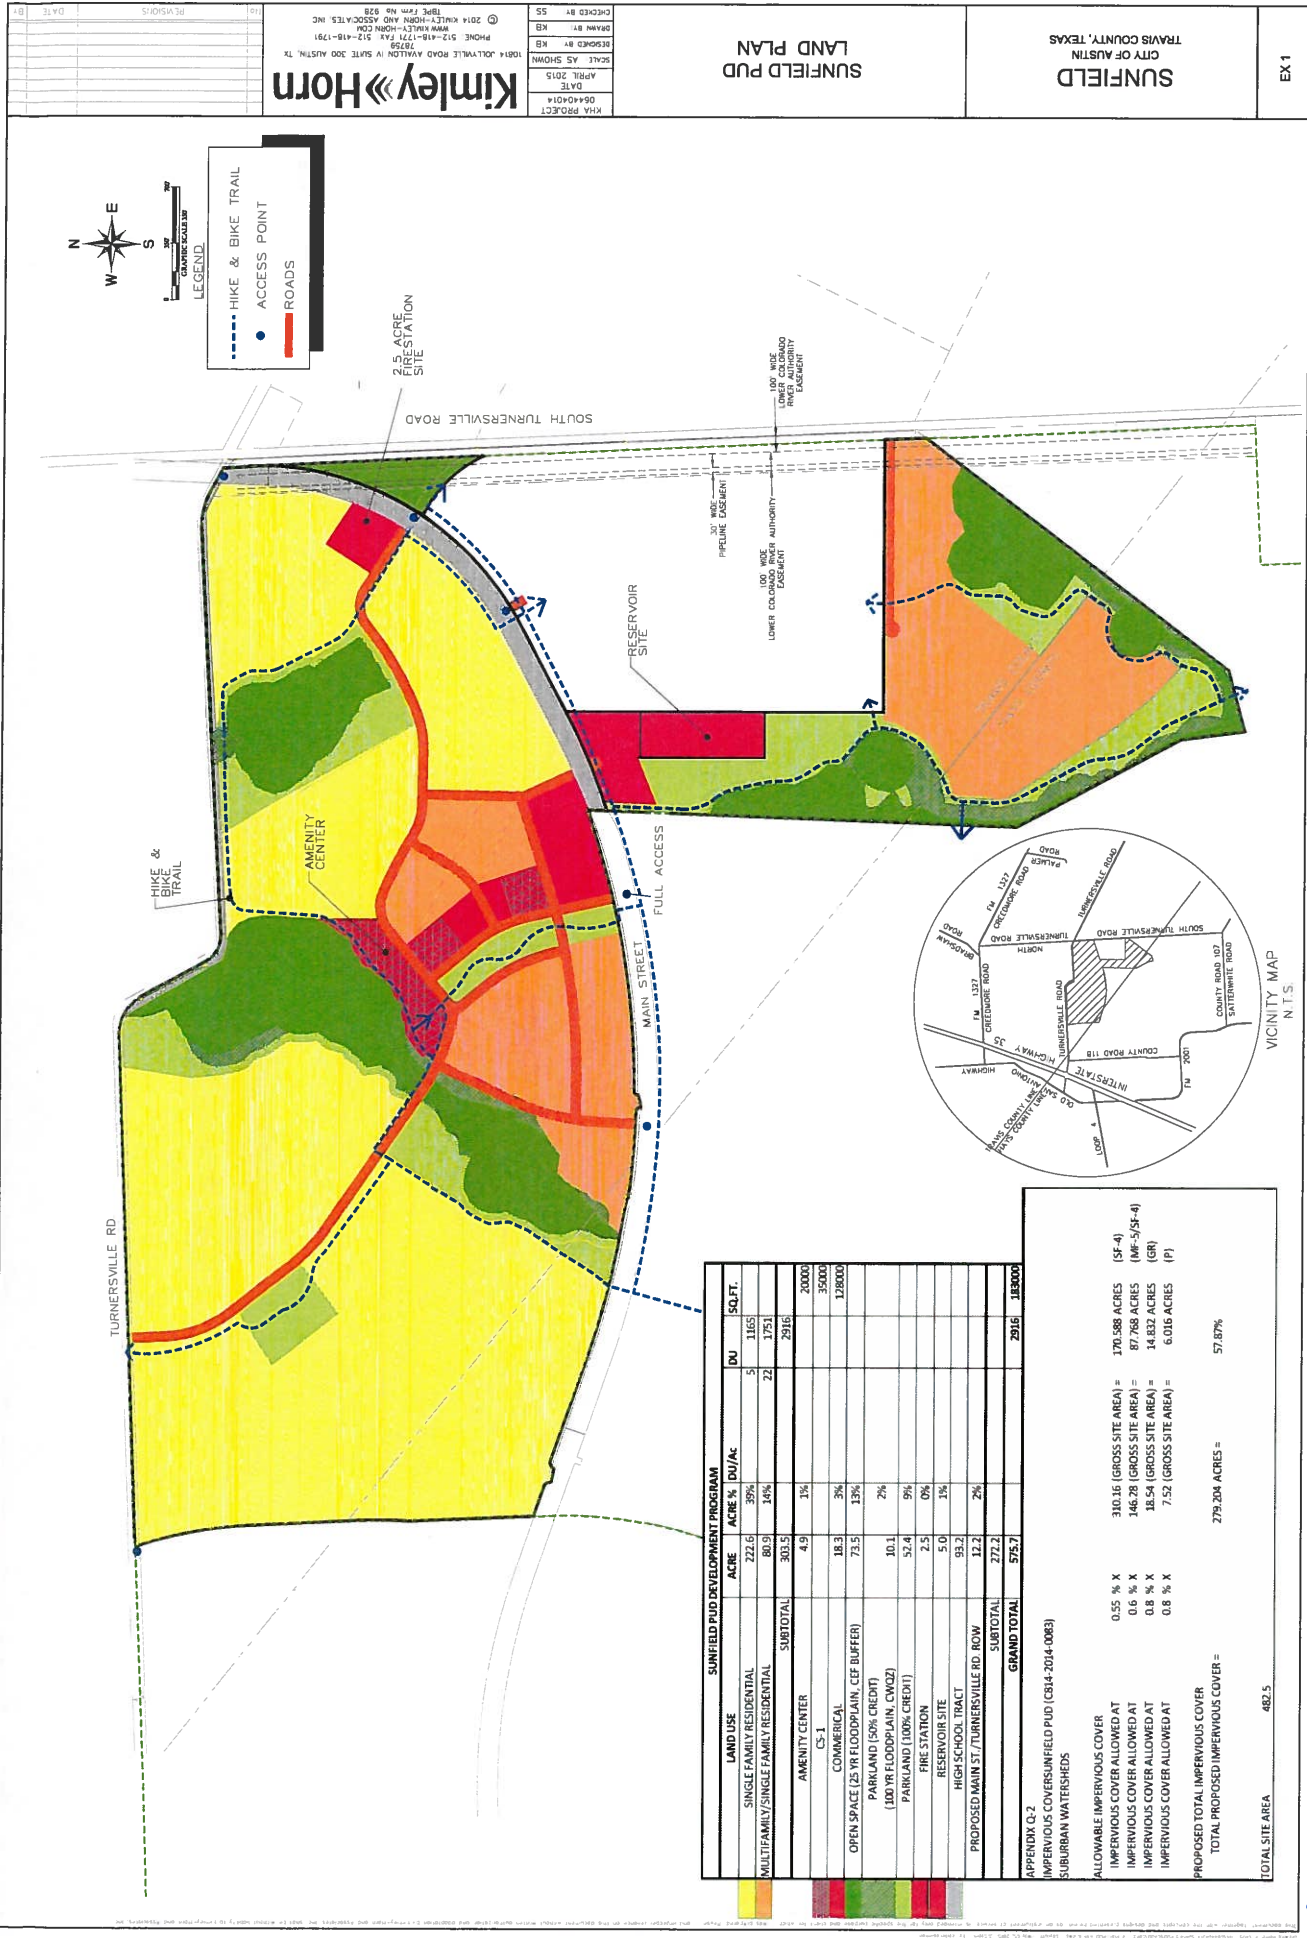 EX 1
SUNFIELD
CITY OF AUSTIN
TRAVIS COUNTY, TEXAS
SUNFIELD PUD
LAND PLAN
KHA PROJECT
064404014
DATE
APRIL 2015
SCALE AS SHOWN
DESIGNED BY KB
DRAWN BY: KB
CHECKED BY SS
Kimley»Horn
10814 JOLLYVILLE ROAD AVALLON IV SUITE 300 AUSTIN, TX
78759
PHONE 512-418-1771 FAX 512-418-1791
WWW.KIMLEY-HORN.COM
© 2014 KIMLEY-HORN AND ASSOCIATES, INC
TBPE Firm No 928
REVISIONS
DATE
BY
N
W
E
S
GRAPHIC SCALE 350
LEGEND
HIKE & BIKE TRAIL
ACCESS POINT
ROADS
2.5 ACRE
FIRESTATION
SITE
SOUTH TURNERSVILLE ROAD
100' WIDE
LOWER COLORADO
RIVER AUTHORITY
EASEMENT
30' WIDE
PIPELINE EASEMENT
100' WIDE
LOWER COLORADO RIVER AUTHORITY
EASEMENT
RESERVOIR
SITE
AMENITY
CENTER
HIKE &
BIKE
TRAIL
FULL ACCESS
MAIN STREET
TURNERSVILLE RD
FM 1327
CREEDMORE ROAD
PALMER
ROAD
BRADSHAW
ROAD
TURNERSVILLE ROAD
NORTH
TURNERSVILLE ROAD
SOUTH TURNERSVILLE ROAD
FM 1327
CREEDMORE ROAD
TURNERSVILLE ROAD
COUNTY ROAD 107
SATTERWHITE ROAD
COUNTY ROAD 118
INTERSTATE
HIGHWAY 35
HIGHWAY
OLD SAN ANTONIO
FM 2001
LOOP 4
TRAVIS COUNTY LINE
HAYS COUNTY LINE
VICINITY MAP
N.T.S.
SUNFIELD PUD DEVELOPMENT PROGRAM
LAND USE ACRE ACRE % DU/Ac DU SQ.FT.
SINGLE FAMILY RESIDENTIAL 222.6 39% 5 1165
MULTIFAMILY/SINGLE FAMILY RESIDENTIAL 80.9 14% 22 1751
SUBTOTAL 303.5 2916
AMENITY CENTER 4.9 1% 20000
CS-1 35000
COMMERICAL 18.3 3% 128000
OPEN SPACE (25 YR FLOODPLAIN, CEF BUFFER) 73.5 13%
PARKLAND (50% CREDIT)
(100 YR FLOODPLAIN, CWQZ) 10.1 2%
PARKLAND (100% CREDIT) 52.4 9%
FIRE STATION 2.5 0%
RESERVOIR SITE 5.0 1%
HIGH SCHOOL TRACT 93.2
PROPOSED MAIN ST./TURNERSVILLE RD. ROW 12.2 2%
SUBTOTAL 272.2
GRAND TOTAL 575.7 2916 183000
APPENDIX Q-2
IMPERVIOUS COVERSUNFIELD PUD (C814-2014-0083)
SUBURBAN WATERSHEDS
ALLOWABLE IMPERVIOUS COVER
IMPERVIOUS COVER ALLOWED AT 0.55 % X 310.16 (GROSS SITE AREA) = 170.588 ACRES (SF-4)
IMPERVIOUS COVER ALLOWED AT 0.6 % X 146.28 (GROSS SITE AREA) = 87.768 ACRES (MF-5/SF-4)
IMPERVIOUS COVER ALLOWED AT 0.8 % X 18.54 (GROSS SITE AREA) = 14.832 ACRES (GR)
IMPERVIOUS COVER ALLOWED AT 0.8 % X 7.52 (GROSS SITE AREA) = 6.016 ACRES (P)
PROPOSED TOTAL IMPERVIOUS COVER
TOTAL PROPOSED IMPERVIOUS COVER = 279.204 ACRES = 57.87%
TOTAL SITE AREA 482.5